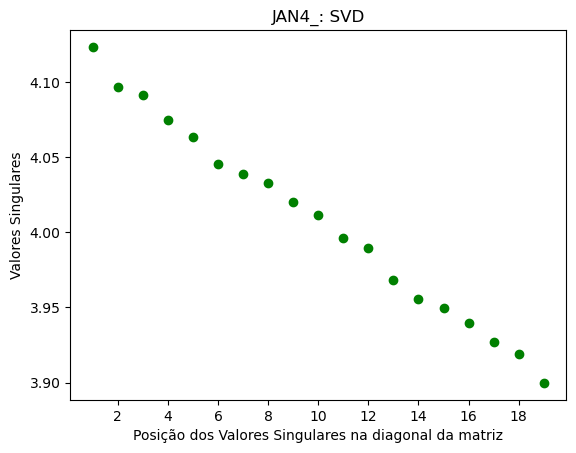 JAN4_: SVD
Valores Singulares
4.10
4.05
4.00
3.95
3.90
2 4 6 8 10 12 14 16 18
Posição dos Valores Singulares na diagonal da matriz